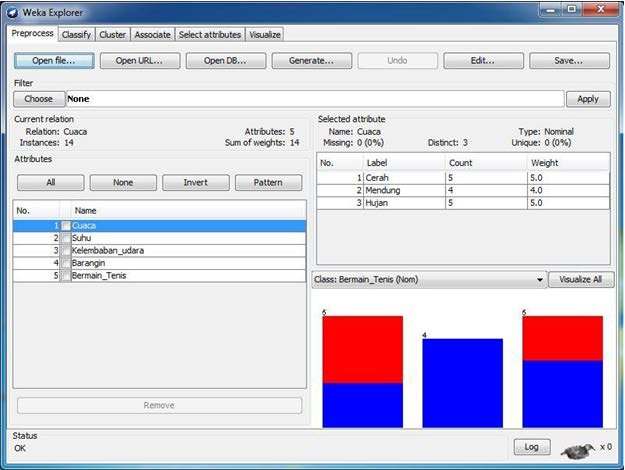 Weka Explorer
Preprocess Classify Cluster Associate Select attributes Visualize
Open file... Open URL... Open DB... Generate... Undo Edit... Save...
Filter
Choose None Apply
Current relation
Relation: Cuaca Attributes: 5
Instances: 14 Sum of weights: 14
Selected attribute
Name: Cuaca Type: Nominal
Missing: 0 (0%) Distinct: 3 Unique: 0 (0%)
Attributes
All None Invert Pattern
No. Name
1 Cuaca
2 Suhu
3 Kelembaban_udara
4 Barangin
5 Bermain_Tenis
Remove
No. Label Count Weight
1 Cerah 5 5.0
2 Mendung 4 4.0
3 Hujan 5 5.0
Class: Bermain_Tenis (Nom) Visualize All
5 4 5
Status
OK
Log x 0